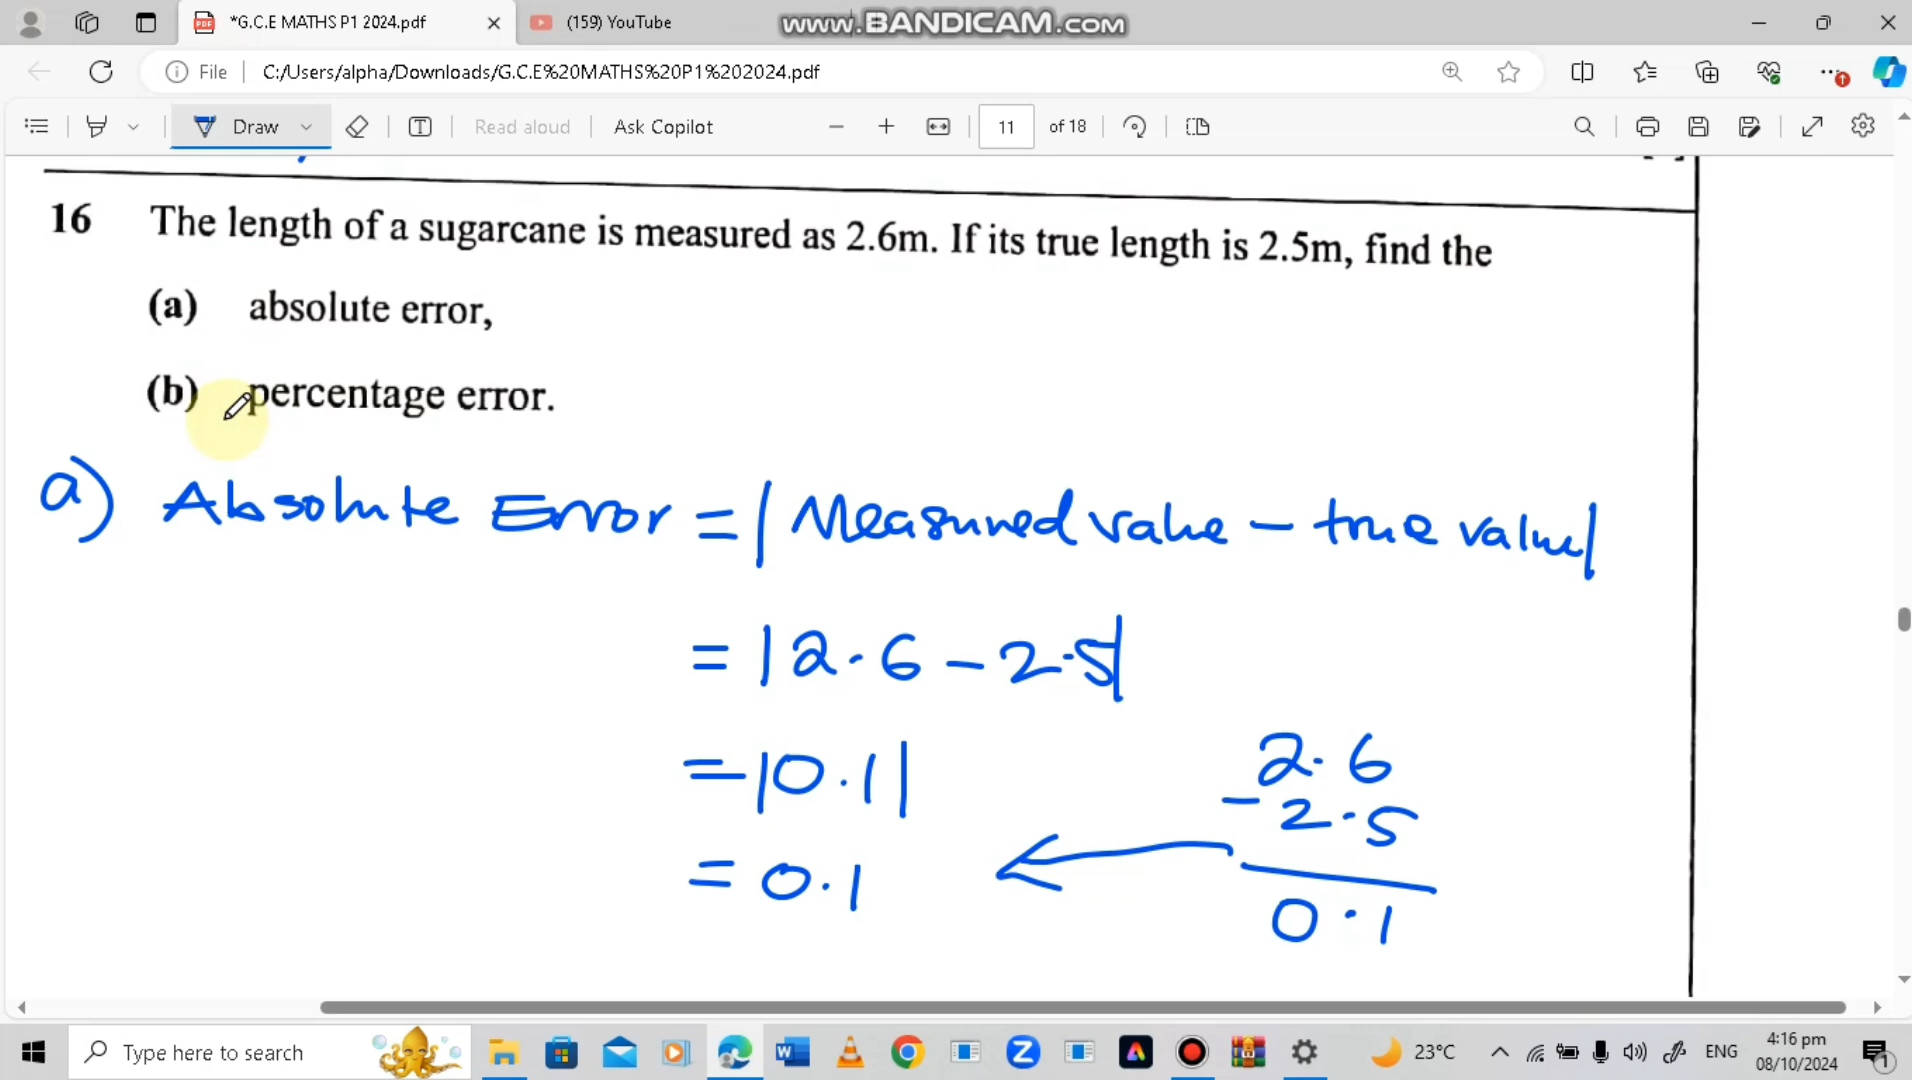 *G.C.E MATHS P1 2024.pdf
(159) YouTube
www.BANDICAM.com
File
C:/Users/alpha/Downloads/G.C.E%20MATHS%20P1%202024.pdf
Draw
Read aloud
Ask Copilot
11
of 18
16 The length of a sugarcane is measured as 2.6m. If its true length is 2.5m, find the
(a) absolute error,
(b) percentage error.
a) Absolute Error = | Measured value - true value|
= |2.6 - 2.5|
= |0.1|
= 0.1
2.6
- 2.5
0.1
Type here to search
23°C
ENG
4:16 pm
08/10/2024
1